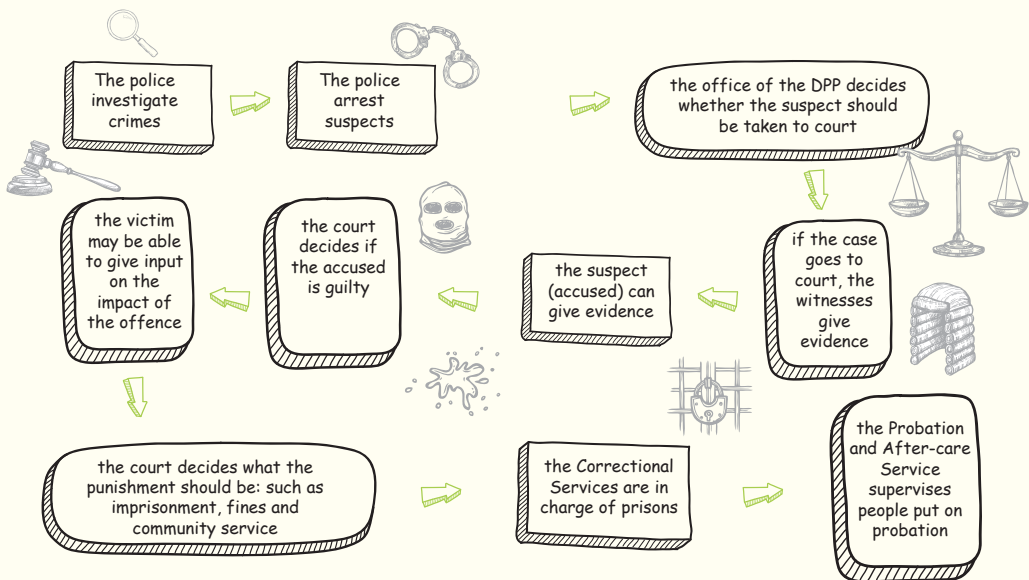 The police
investigate
crimes
The police
arrest
suspects
the office of the DPP decides
whether the suspect should
be taken to court
if the case
goes to
court, the
witnesses
give
evidence
the suspect
(accused) can
give evidence
the court
decides if
the accused
is guilty
the victim
may be able
to give input
on the
impact of
the offence
the court decides what the
punishment should be: such as
imprisonment, fines and
community service
the Correctional
Services are in
charge of prisons
the Probation
and After-care
Service
supervises
people put on
probation